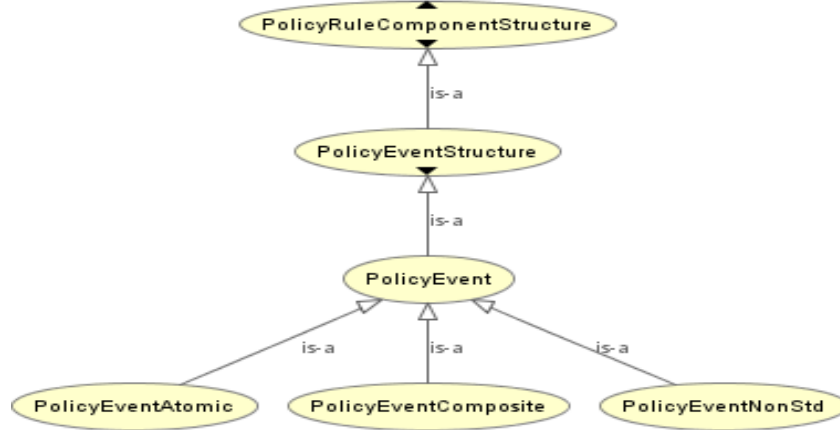 PolicyRuleComponentStructure
is-a
PolicyEventStructure
is-a
PolicyEvent
is-a
is-a
is-a
PolicyEventAtomic
PolicyEventComposite
PolicyEventNonStd